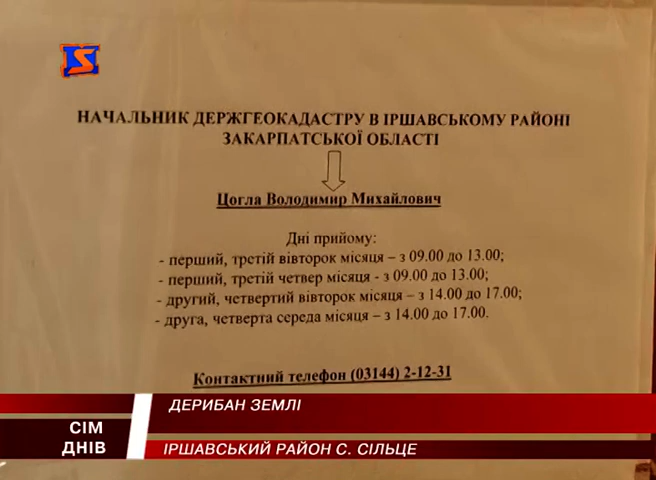 НАЧАЛЬНИК ДЕРЖГЕОКАДАСТРУ В ІРШАВСЬКОМУ РАЙОНІ
ЗАКАРПАТСЬКОЇ ОБЛАСТІ
Цогла Володимир Михайлович
Дні прийому:
- перший, третій вівторок місяця – з 09.00 до 13.00;
- перший, третій четвер місяця - з 09.00 до 13.00;
- другий, четвертий вівторок місяця – з 14.00 до 17.00;
- друга, четверта середа місяця – з 14.00 до 17.00.
Контактний телефон (03144) 2-12-31
ДЕРИБАН ЗЕМЛІ
СІМ
ДНІВ
ІРШАВСЬКИЙ РАЙОН С. СІЛЬЦЕ